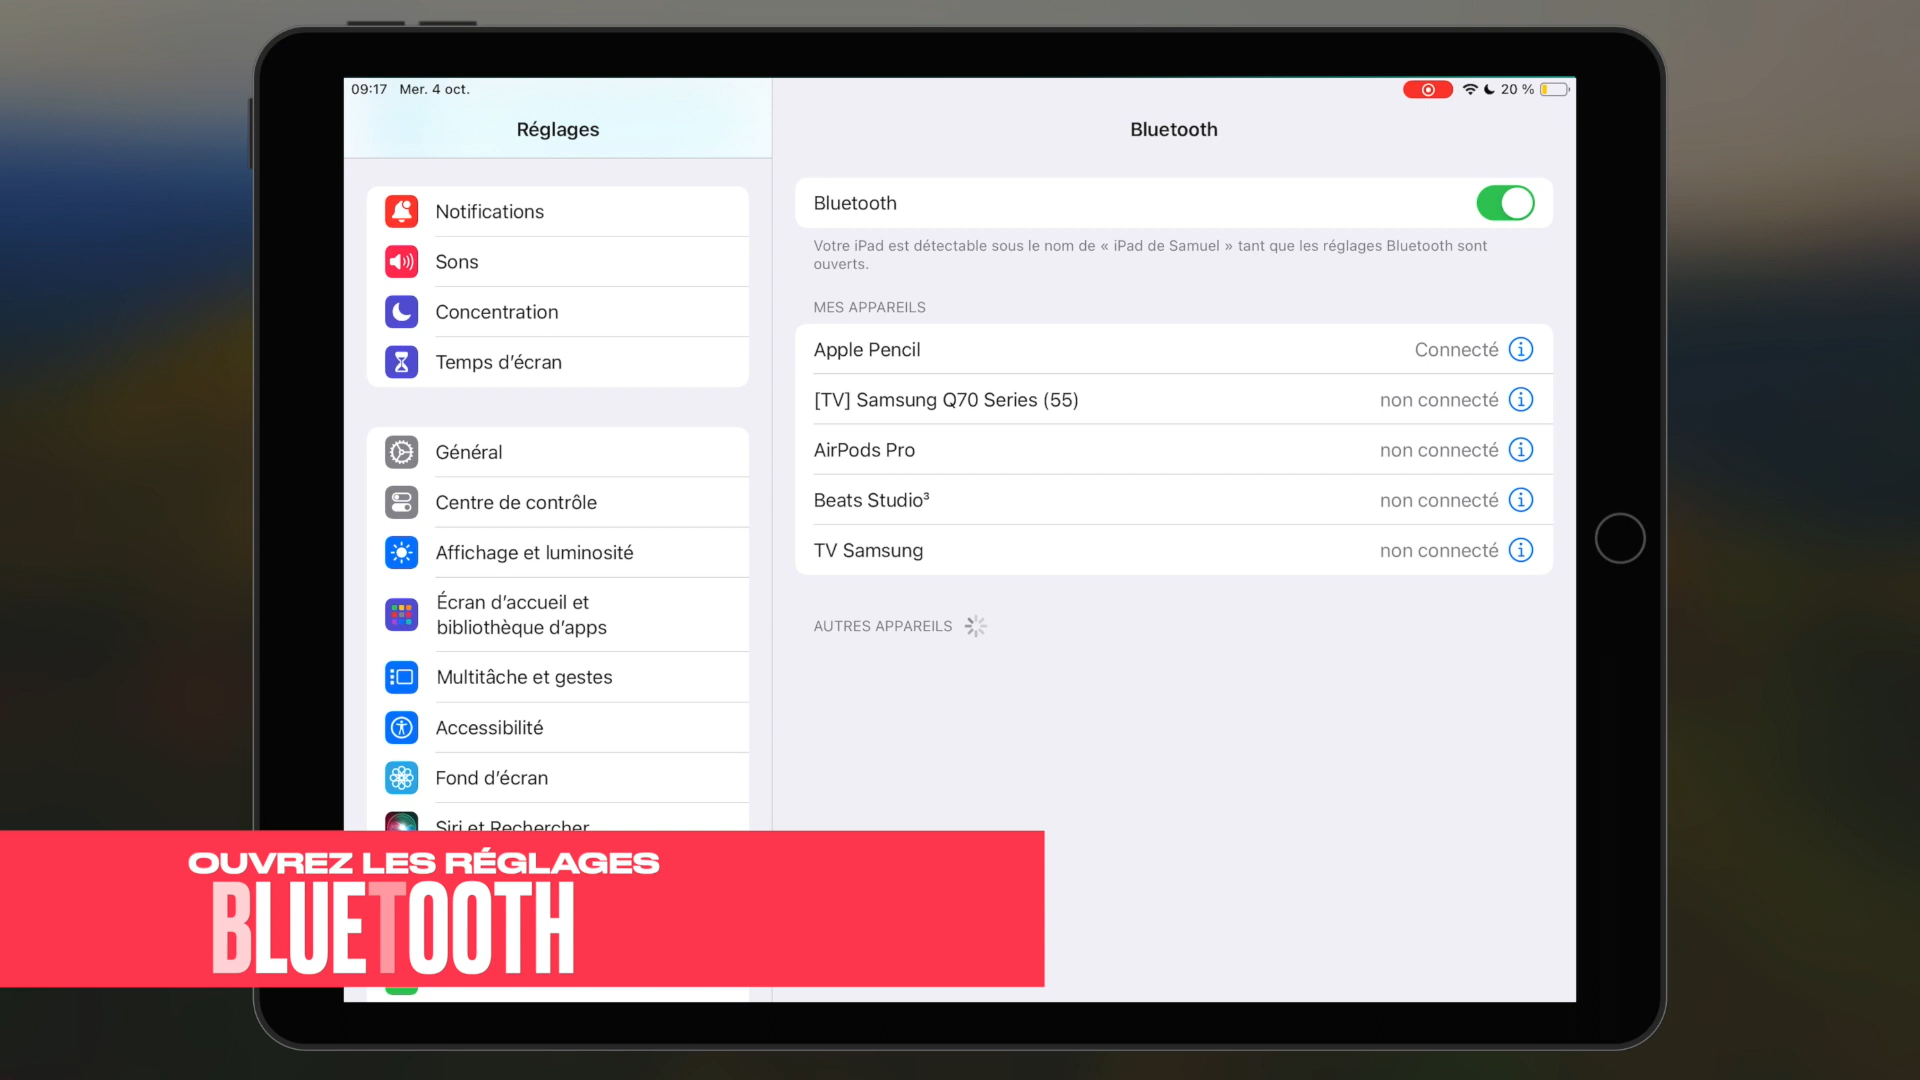 09:17 Mer. 4 oct.
20 %
Réglages
Bluetooth
Notifications
Sons
Concentration
Temps d'écran
Général
Centre de contrôle
Affichage et luminosité
Écran d'accueil et
bibliothèque d'apps
Multitâche et gestes
Accessibilité
Fond d'écran
Siri et Rechercher
Bluetooth
Votre iPad est détectable sous le nom de « iPad de Samuel » tant que les réglages Bluetooth sont
ouverts.
MES APPAREILS
Apple Pencil Connecté
[TV] Samsung Q70 Series (55) non connecté
AirPods Pro non connecté
Beats Studio³ non connecté
TV Samsung non connecté
AUTRES APPAREILS
OUVREZ LES RÉGLAGES
BLUETOOTH